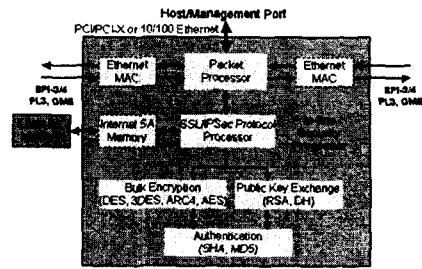 Host/Management Port
PCI/PCI-X or 10/100 Ethernet
Ethernet
MAC
Packet
Processor
Ethernet
MAC
SPI-3/4
PL3, GMII
SPI-3/4
PL3, GMII
Internal SA
Memory
SSL/IPSec Protocol
Processor
Bulk Encryption
(DES, 3DES, ARC4, AES)
Public Key Exchange
(RSA, DH)
Authentication
(SHA, MD5)